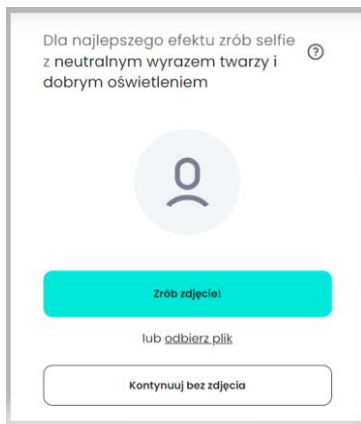 Dla najlepszego efektu zrób selfie
z neutralnym wyrazem twarzy i
dobrym oświetleniem
?
Zrób zdjęcie!
lub odbierz plik
Kontynuuj bez zdjęcia